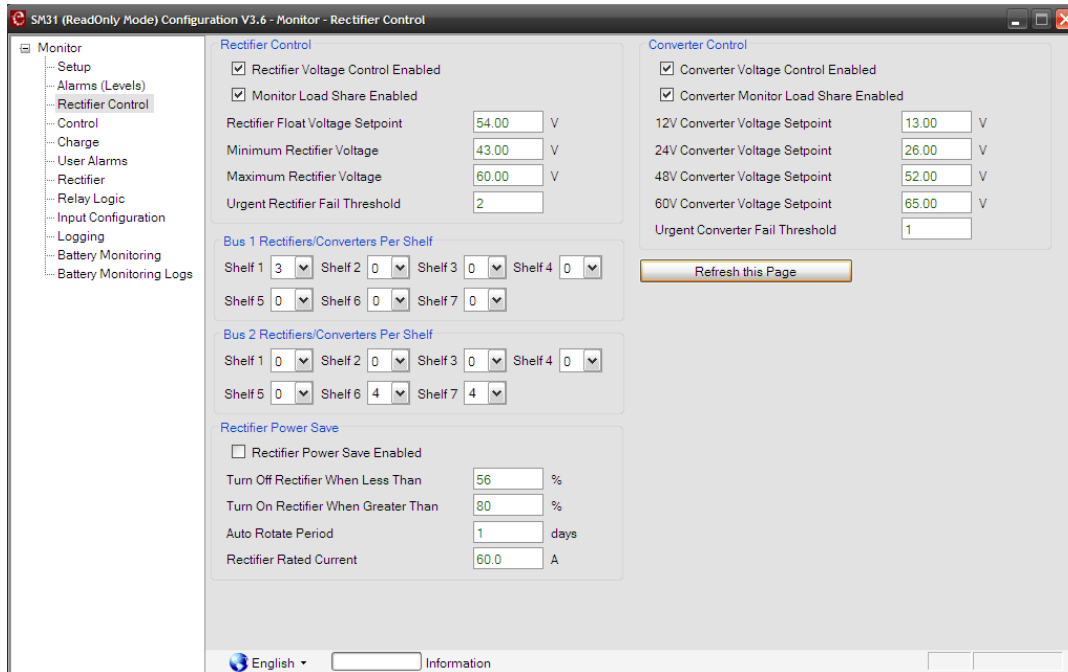 SM31 (ReadOnly Mode) Configuration V3.6 - Monitor - Rectifier Control
Monitor
Setup
Alarms (Levels)
Rectifier Control
Control
Charge
User Alarms
Rectifier
Relay Logic
Input Configuration
Logging
Battery Monitoring
Battery Monitoring Logs
Rectifier Control
Rectifier Voltage Control Enabled
Monitor Load Share Enabled
Rectifier Float Voltage Setpoint 54.00 V
Minimum Rectifier Voltage 43.00 V
Maximum Rectifier Voltage 60.00 V
Urgent Rectifier Fail Threshold 2
Bus 1 Rectifiers/Converters Per Shelf
Shelf 1 3 Shelf 2 0 Shelf 3 0 Shelf 4 0
Shelf 5 0 Shelf 6 0 Shelf 7 0
Bus 2 Rectifiers/Converters Per Shelf
Shelf 1 0 Shelf 2 0 Shelf 3 0 Shelf 4 0
Shelf 5 0 Shelf 6 4 Shelf 7 4
Rectifier Power Save
Rectifier Power Save Enabled
Turn Off Rectifier When Less Than 56 %
Turn On Rectifier When Greater Than 80 %
Auto Rotate Period 1 days
Rectifier Rated Current 60.0 A
Converter Control
Converter Voltage Control Enabled
Converter Monitor Load Share Enabled
12V Converter Voltage Setpoint 13.00 V
24V Converter Voltage Setpoint 26.00 V
48V Converter Voltage Setpoint 52.00 V
60V Converter Voltage Setpoint 65.00 V
Urgent Converter Fail Threshold 1
Refresh this Page
English Information